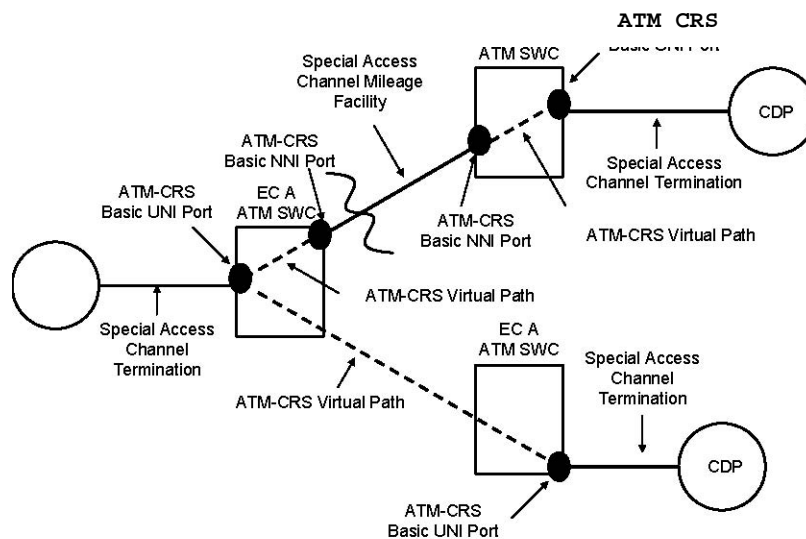 ATM CRS
Special Access
Channel Mileage
Facility
ATM SWC
CDP
ATM-CRS
Basic NNI Port
Special Access
Channel Termination
ATM-CRS
Basic UNI Port
EC A
ATM SWC
ATM-CRS
Basic NNI Port
ATM-CRS Virtual Path
ATM-CRS Virtual Path
Special Access
Channel
Termination
EC A
ATM SWC
Special Access
Channel
Termination
ATM-CRS Virtual Path
CDP
ATM-CRS
Basic UNI Port